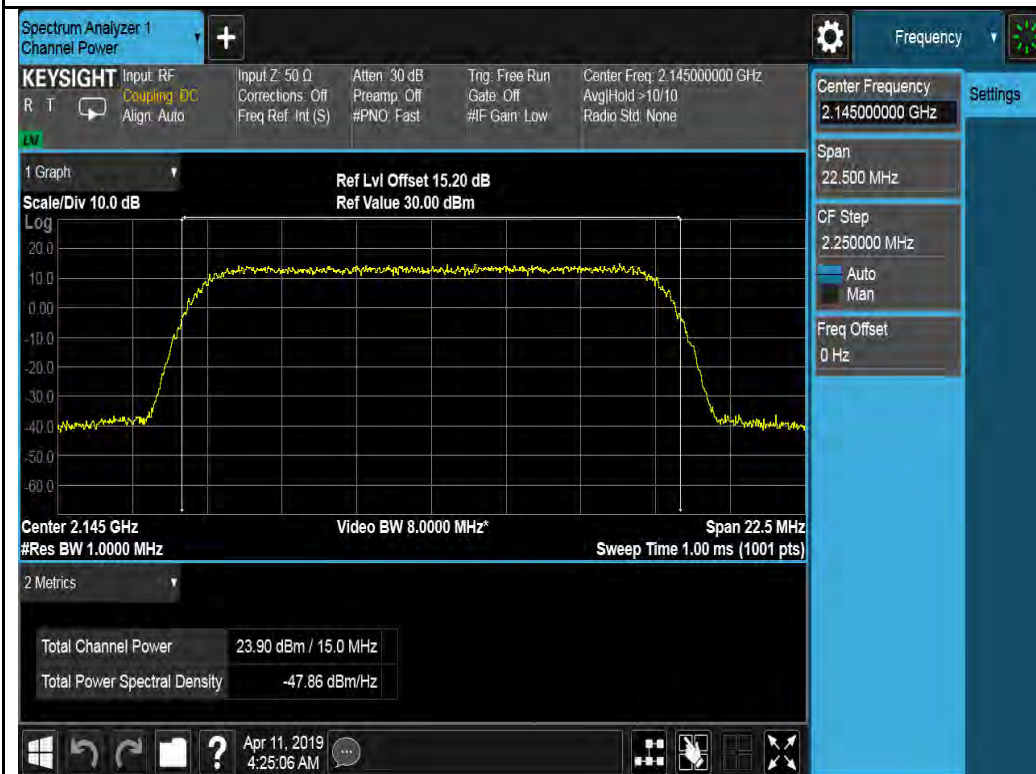 Spectrum Analyzer 1
Channel Power
Frequency
KEYSIGHT
R T
LNI
Input: RF
Coupling: DC
Align: Auto
Input Z: 50 Ω
Corrections: Off
Freq Ref: Int (S)
Atten: 30 dB
Preamp: Off
#PNO: Fast
Trig: Free Run
Gate: Off
#IF Gain: Low
Center Freq: 2.145000000 GHz
Avg|Hold >10/10
Radio Std: None
1 Graph
Scale/Div 10.0 dB
Ref Lvl Offset 15.20 dB
Ref Value 30.00 dBm
Log
20.0
10.0
0.00
-10.0
-20.0
-30.0
-40.0
-50.0
-60.0
Center 2.145 GHz
#Res BW 1.0000 MHz
Video BW 8.0000 MHz*
Span 22.5 MHz
Sweep Time 1.00 ms (1001 pts)
2 Metrics
Total Channel Power 23.90 dBm / 15.0 MHz
Total Power Spectral Density -47.86 dBm/Hz
Apr 11, 2019
4:25:06 AM
Center Frequency
2.145000000 GHz
Settings
Span
22.500 MHz
CF Step
2.250000 MHz
Auto
Man
Freq Offset
0 Hz